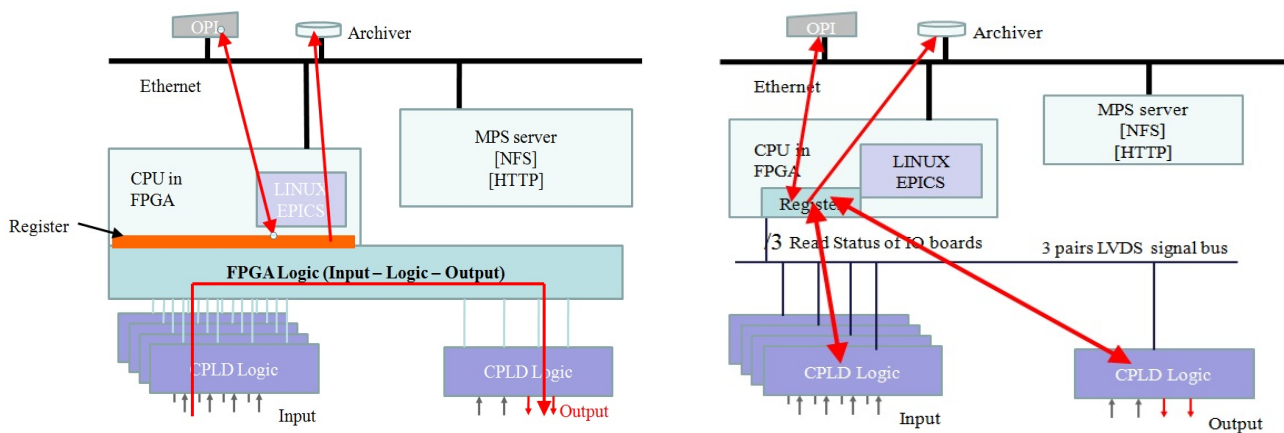 OPI
Archiver
Ethernet
MPS server
[NFS]
[HTTP]
CPU in
FPGA
LINUX
EPICS
Register
FPGA Logic (Input – Logic – Output)
CPLD Logic
CPLD Logic
Input
Output
OPI
Archiver
Ethernet
MPS server
[NFS]
[HTTP]
CPU in
FPGA
LINUX
EPICS
Register
/3 Read Status of IO boards
3 pairs LVDS signal bus
CPLD Logic
CPLD Logic
Input
Output